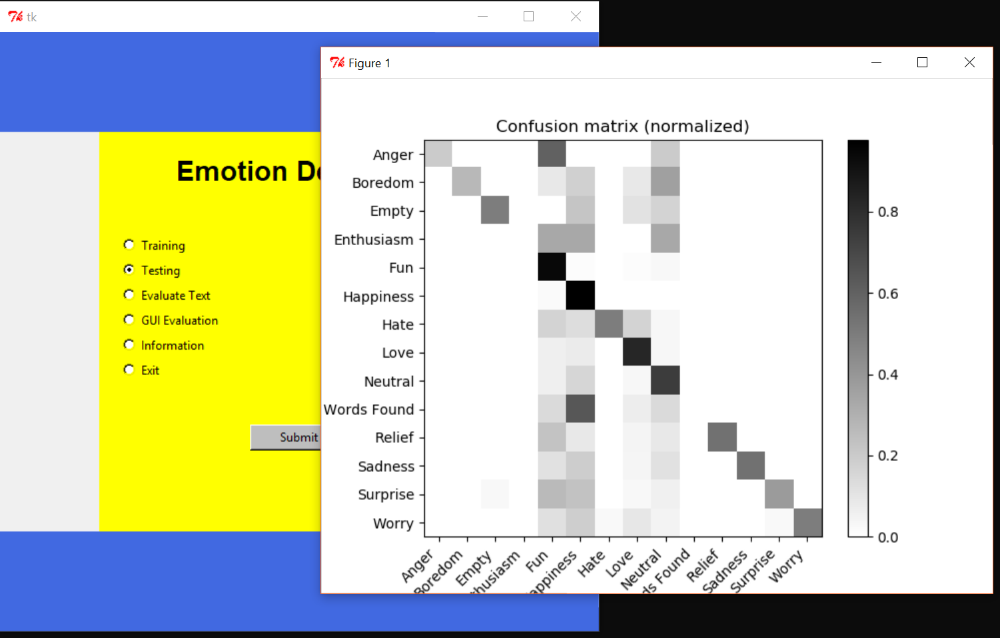 tk
Figure 1
Emotion
Training
Testing
Evaluate Text
GUI Evaluation
Information
Exit
Submit
Confusion matrix (normalized)
Anger
Boredom
Empty
Enthusiasm
Fun
Happiness
Hate
Love
Neutral
Words Found
Relief
Sadness
Surprise
Worry
Anger
Boredom
Empty
thusiasm
Fun
appiness
Hate
Love
Neutral
ds Found
Relief
Sadness
Surprise
Worry
0.8
0.6
0.4
0.2
0.0